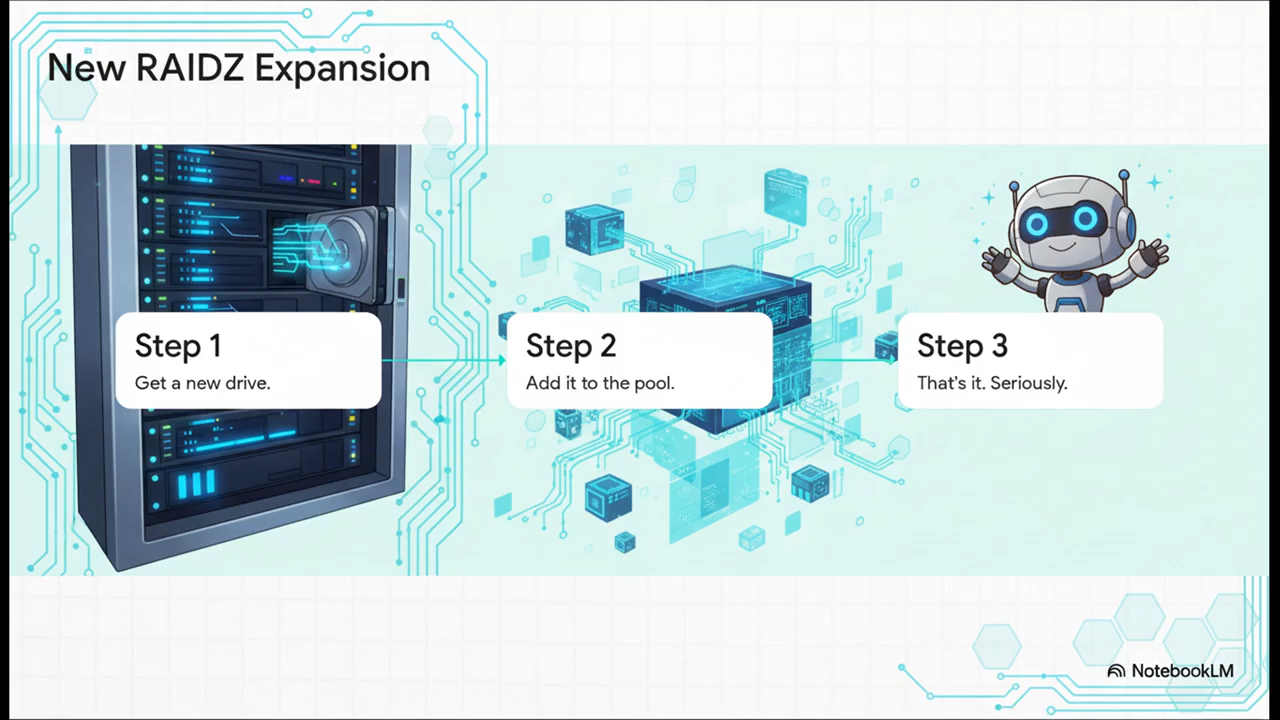 New RAIDZ Expansion
Step 1
Get a new drive.
Step 2
Add it to the pool.
Step 3
That's it. Seriously.
NotebookLM